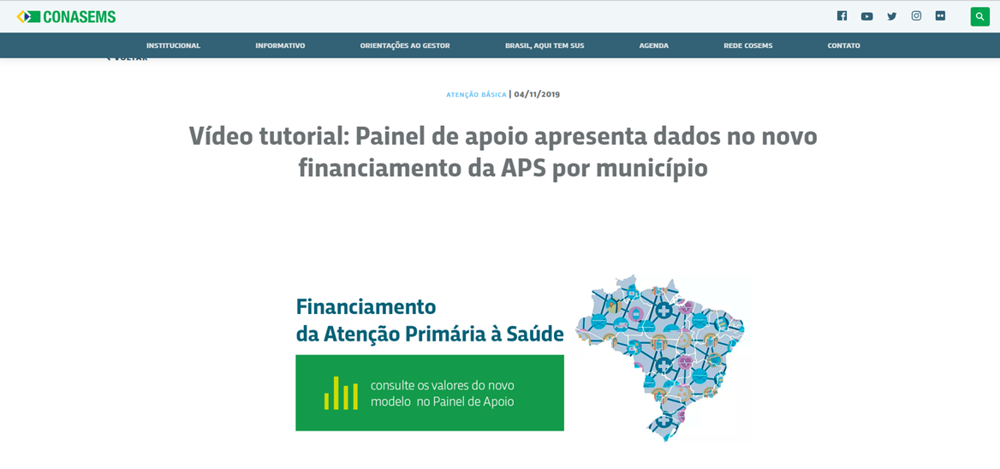 CONASEMS
INSTITUCIONAL INFORMATIVO ORIENTAÇÕES AO GESTOR BRASIL, AQUI TEM SUS AGENDA REDE COSEMS CONTATO
VOLTAR
ATENÇÃO BÁSICA | 04/11/2019
Vídeo tutorial: Painel de apoio apresenta dados no novo
financiamento da APS por município
Financiamento
da Atenção Primária à Saúde
consulte os valores do novo
modelo no Painel de Apoio